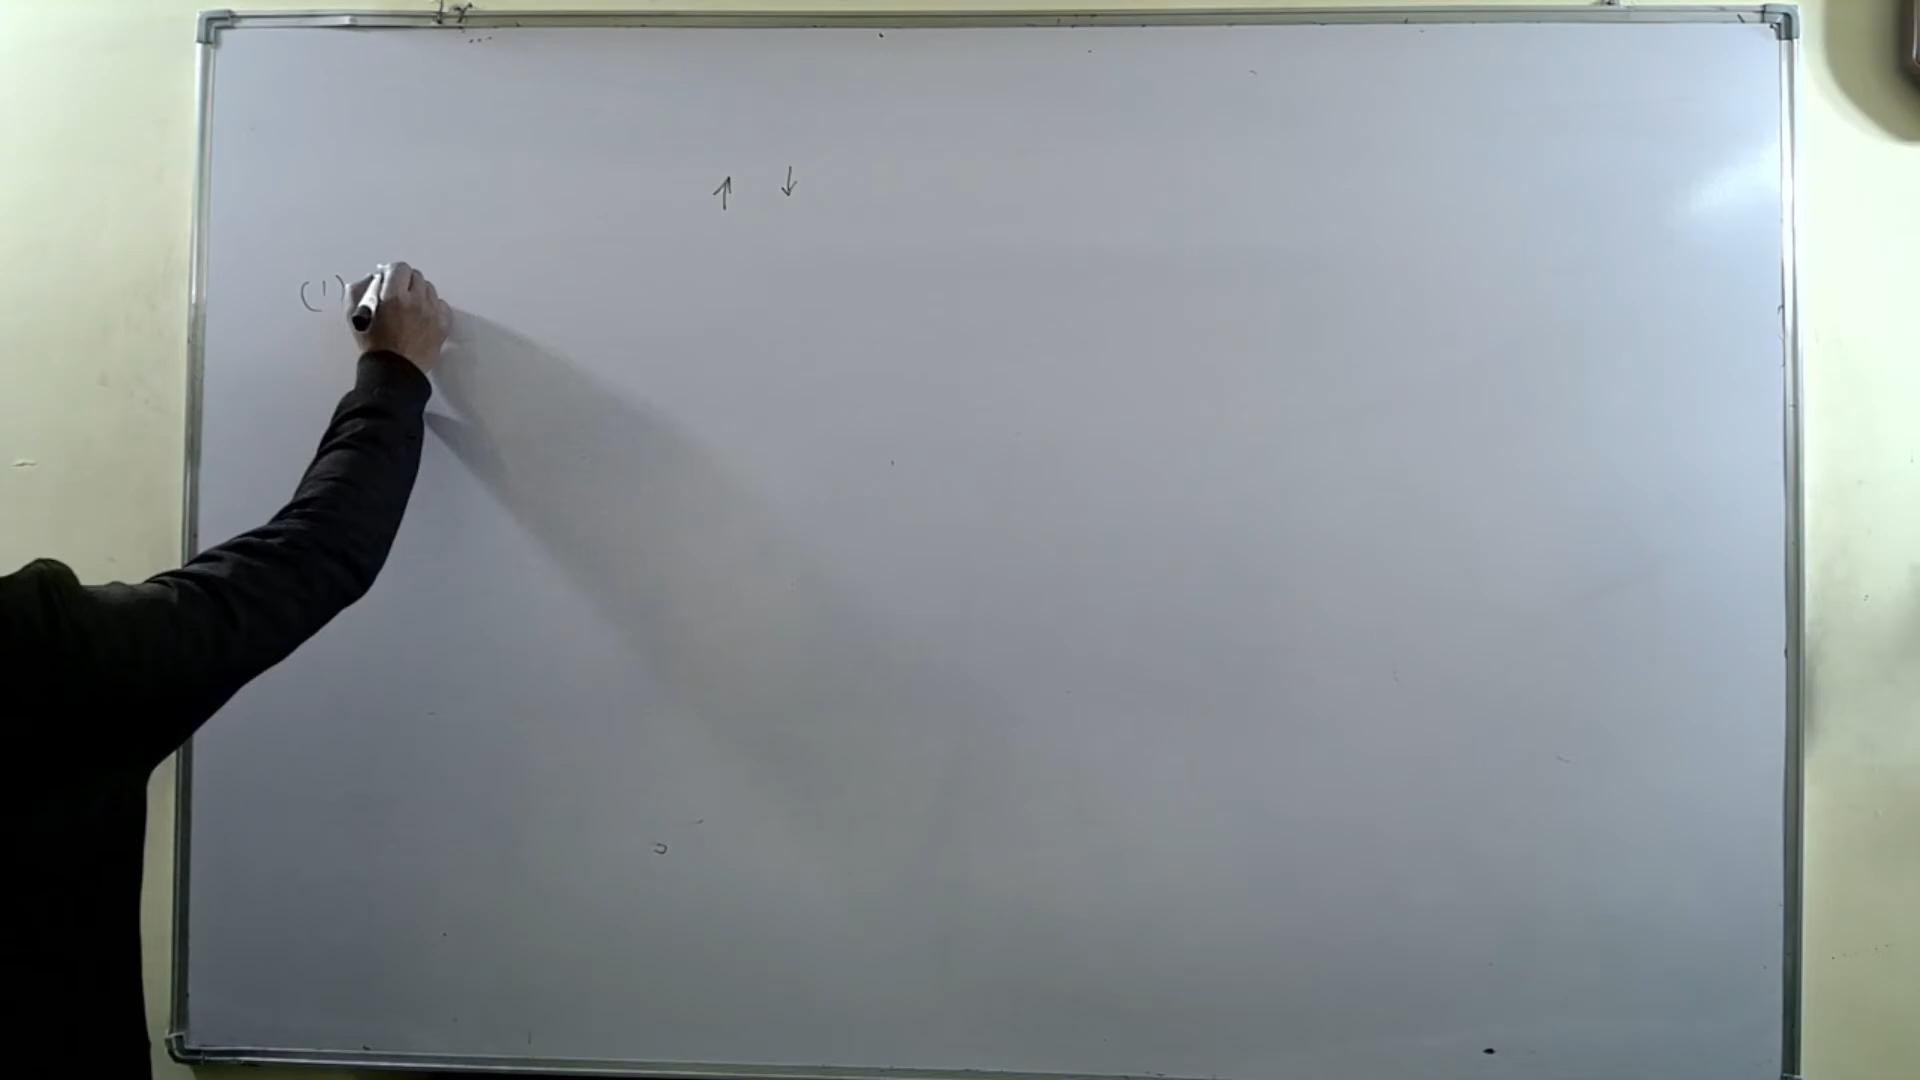 ↑ ↓
(1)